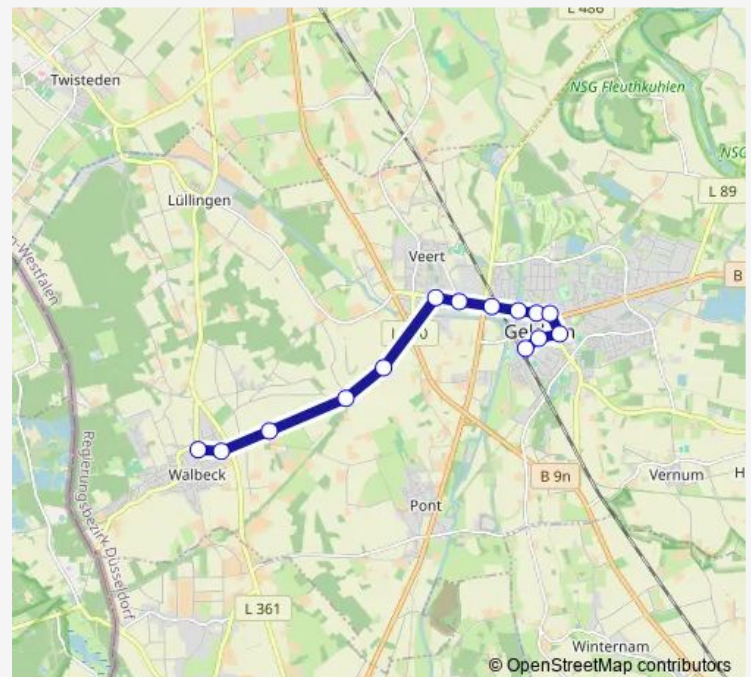 L 486
Twisteden
NSG Fleuthkuhlen
NSG
L 89
Lüllingen
Veert
B
Walbeck
Regierungsbezirk Düsseldorf
Pont
B 9n
Vernum
H
L 361
Winternam
© OpenStreetMap contributors